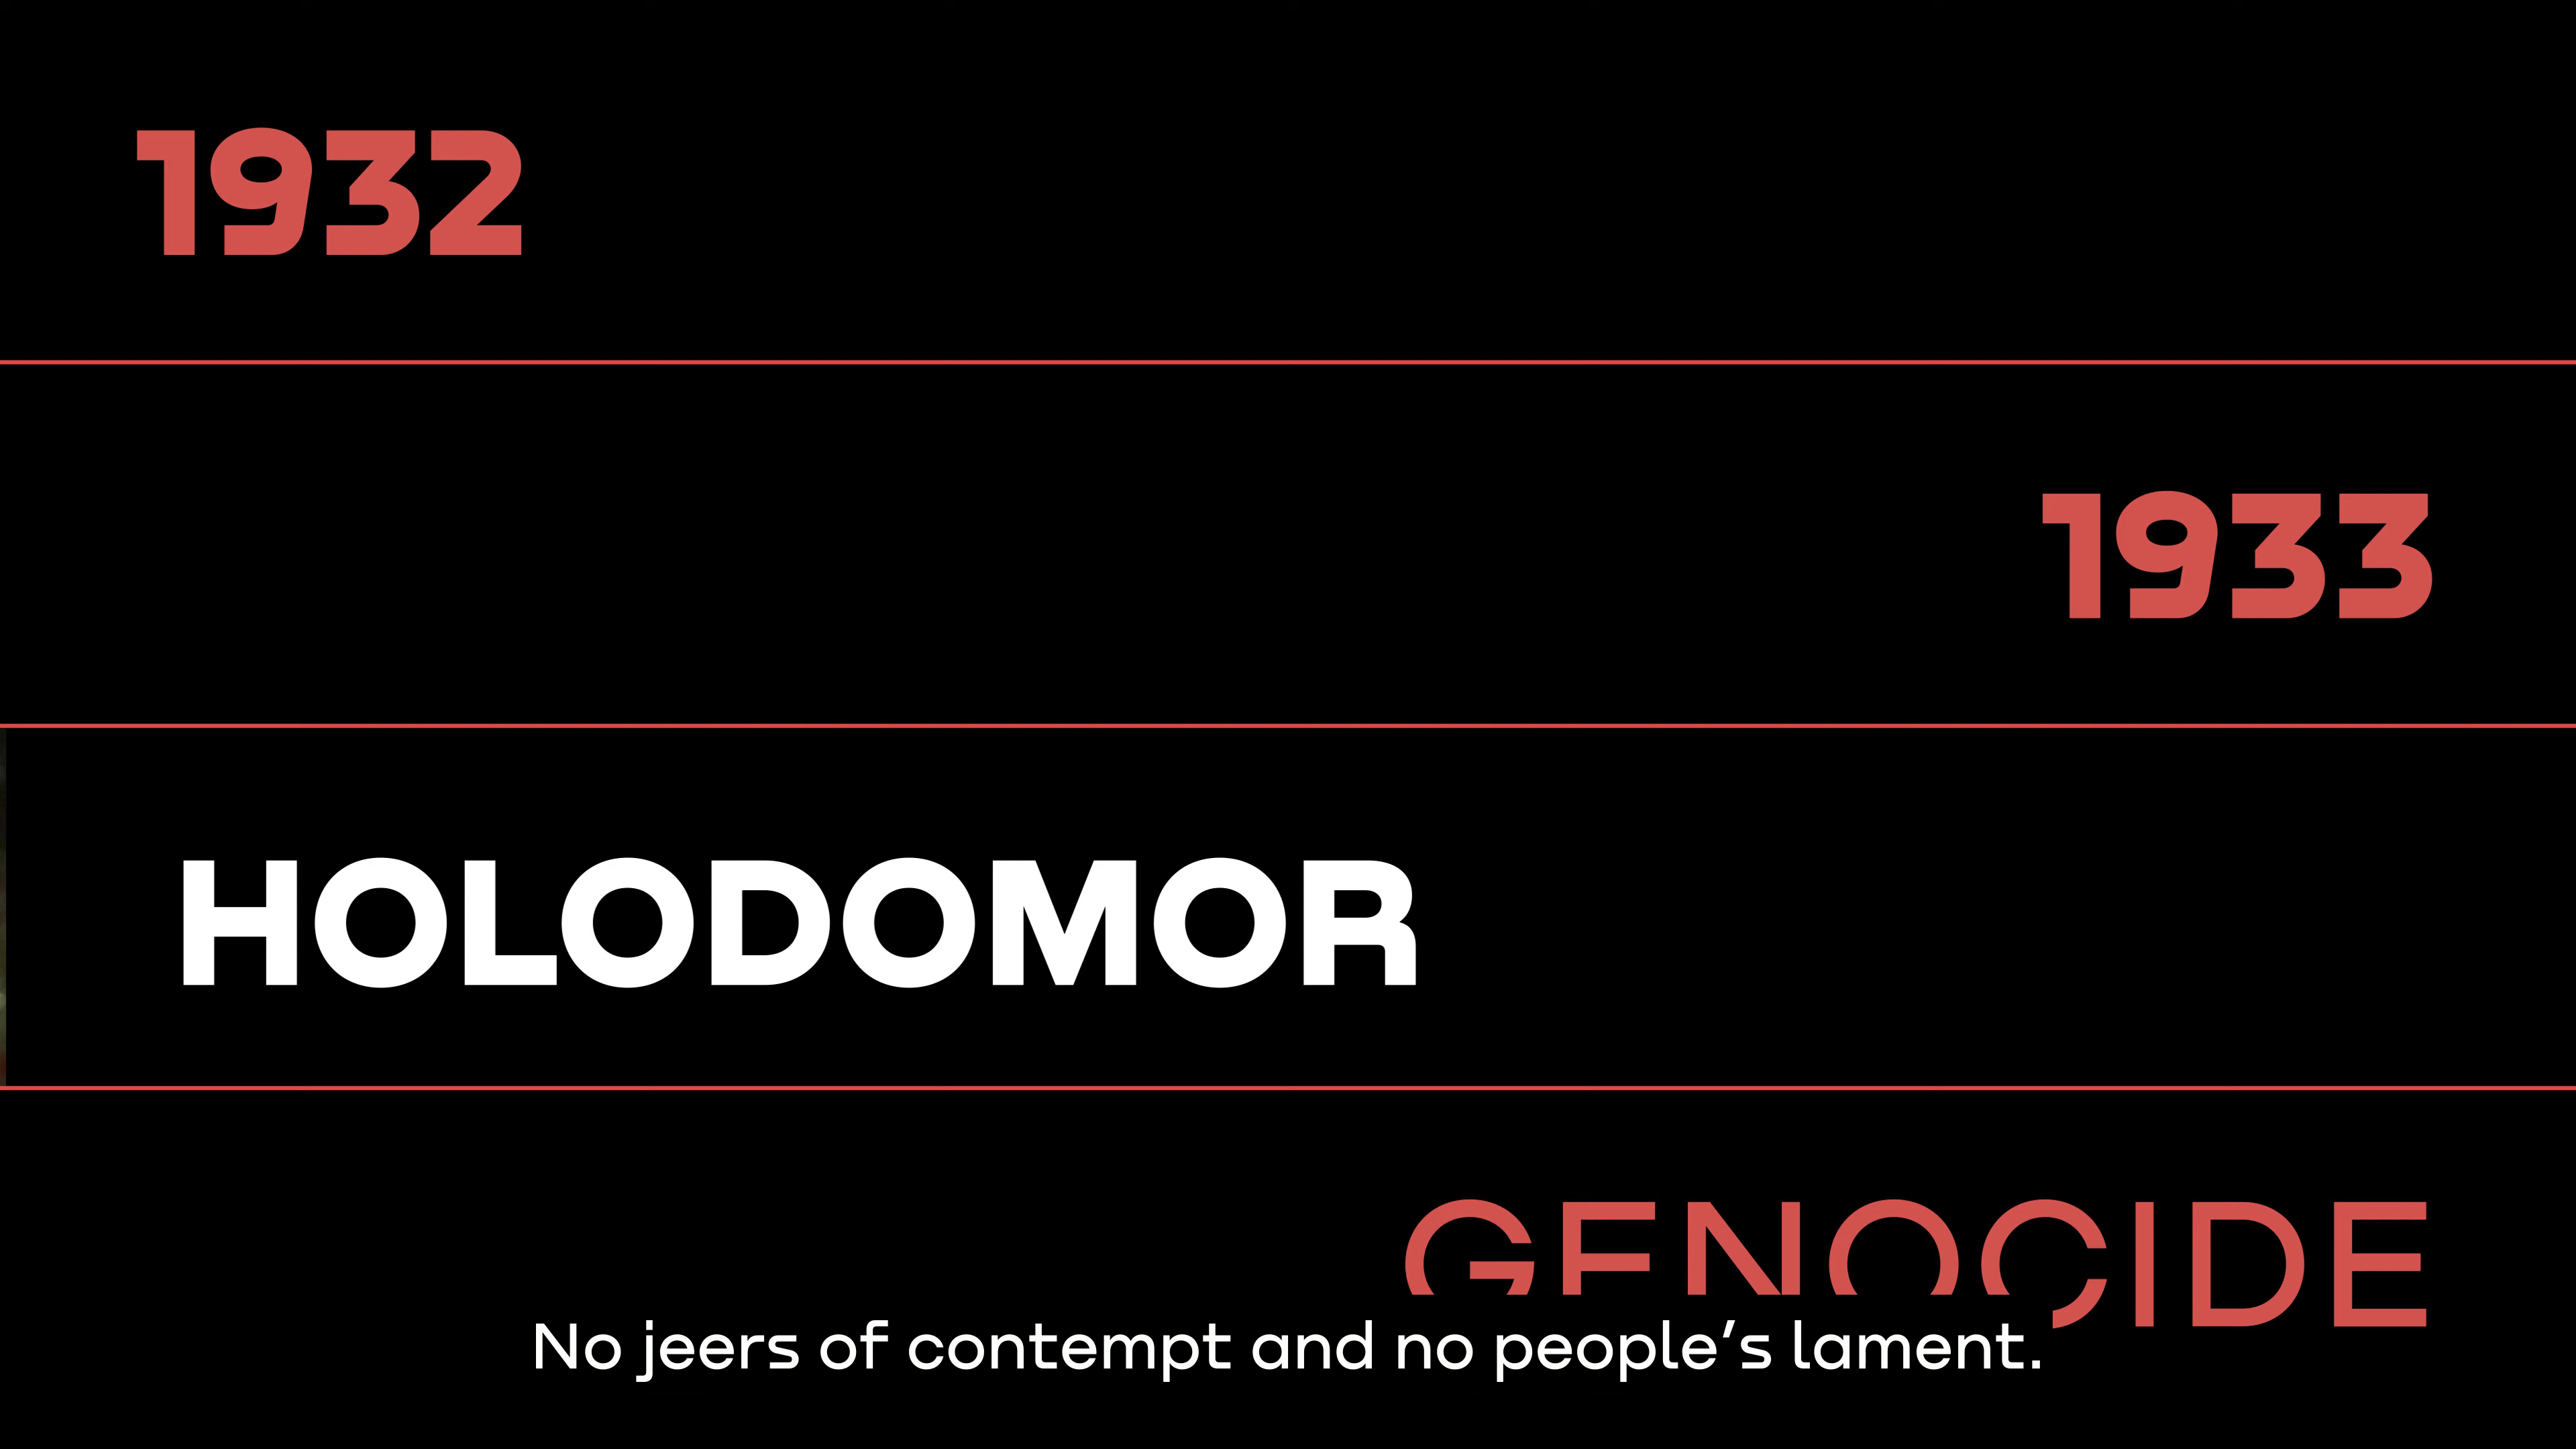 1932
1933
HOLODOMOR
GENOCIDE
No jeers of contempt and no people’s lament.